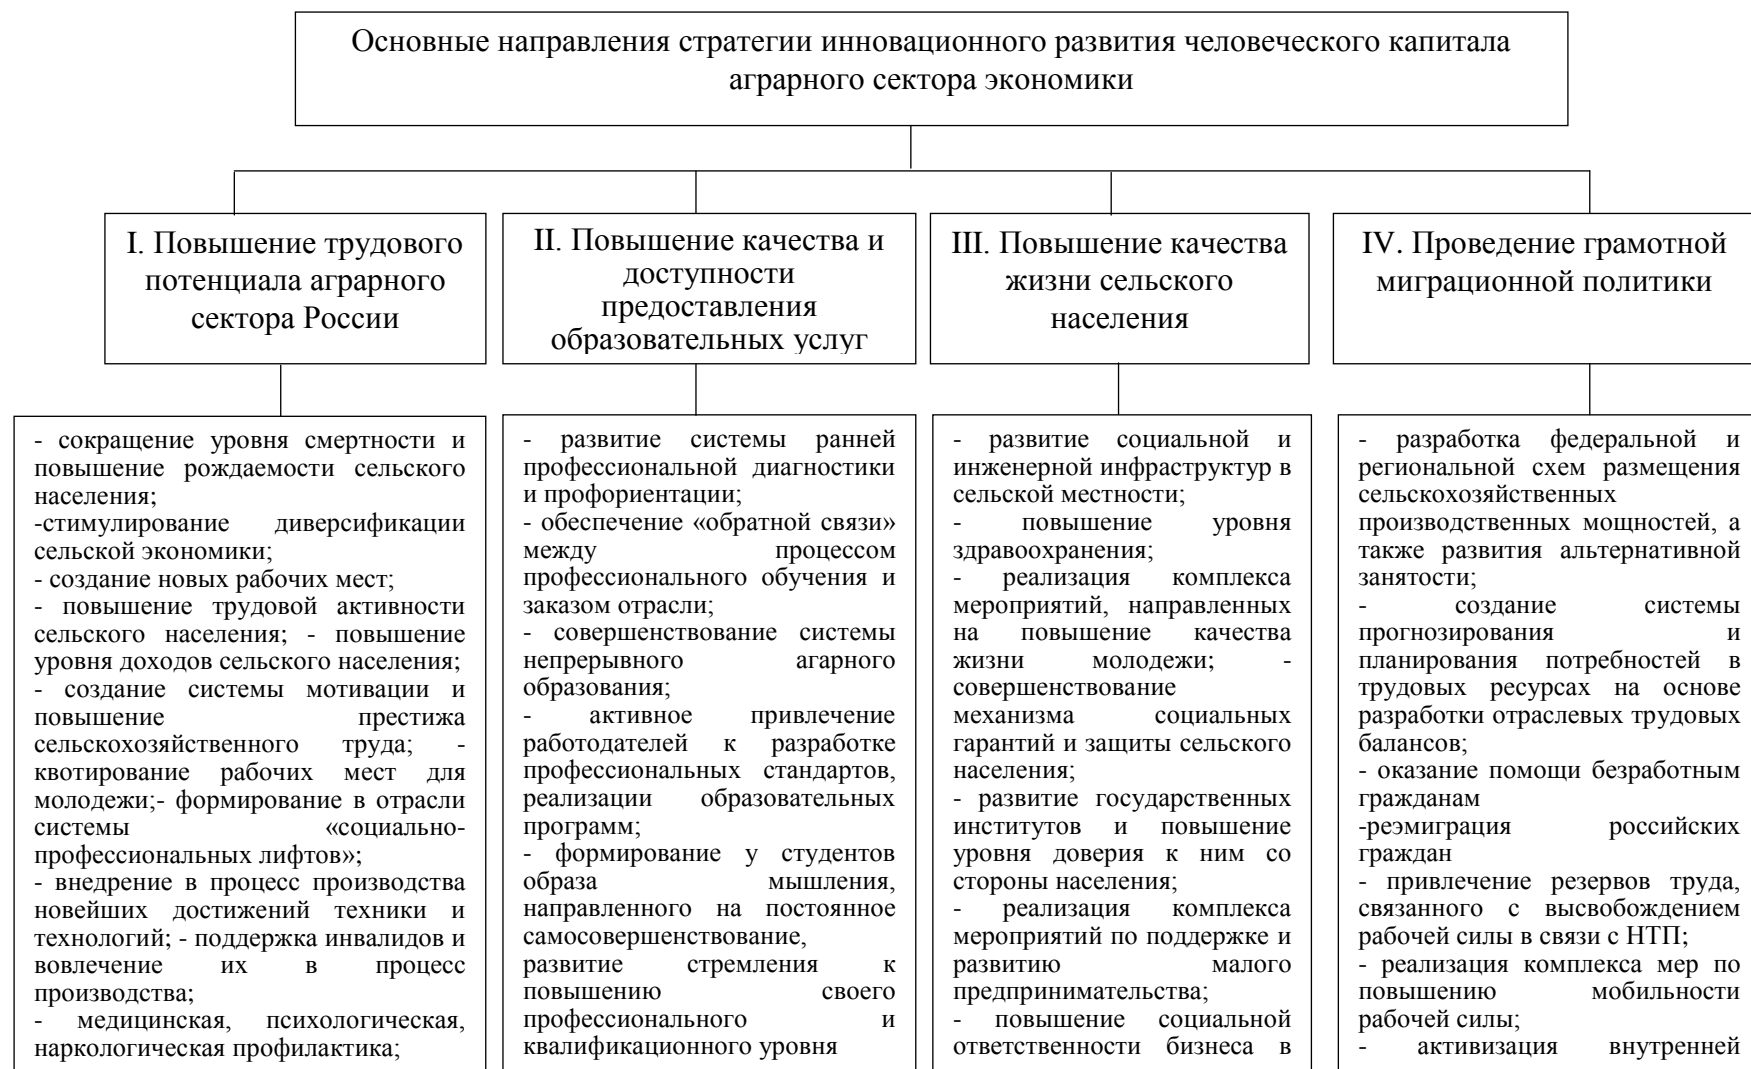 Основные направления стратегии инновационного развития человеческого капитала
аграрного сектора экономики
I. Повышение трудового
потенциала аграрного
сектора России
II. Повышение качества и
доступности
предоставления
образовательных услуг
III. Повышение качества
жизни сельского
населения
IV. Проведение грамотной
миграционной политики
- сокращение уровня смертности и
повышение рождаемости сельского
населения;
-стимулирование диверсификации
сельской экономики;
- создание новых рабочих мест;
- повышение трудовой активности
сельского населения; - повышение
уровня доходов сельского населения;
- создание системы мотивации и
повышение престижа
сельскохозяйственного труда; -
квотирование рабочих мест для
молодежи;- формирование в отрасли
системы «социально-
профессиональных лифтов»;
- внедрение в процесс производства
новейших достижений техники и
технологий; - поддержка инвалидов и
вовлечение их в процесс
производства;
- медицинская, психологическая,
наркологическая профилактика;
- развитие системы ранней
профессиональной диагностики
и профориентации;
- обеспечение «обратной связи»
между процессом
профессионального обучения и
заказом отрасли;
- совершенствование системы
непрерывного агарного
образования;
- активное привлечение
работодателей к разработке
профессиональных стандартов,
реализации образовательных
программ;
- формирование у студентов
образа мышления,
направленного на постоянное
самосовершенствование,
развитие стремления к
повышению своего
профессионального и
квалификационного уровня
- развитие социальной и
инженерной инфраструктур в
сельской местности;
- повышение уровня
здравоохранения;
- реализация комплекса
мероприятий, направленных
на повышение качества
жизни молодежи; -
совершенствование
механизма социальных
гарантий и защиты сельского
населения;
- развитие государственных
институтов и повышение
уровня доверия к ним со
стороны населения;
- реализация комплекса
мероприятий по поддержке и
развитию малого
предпринимательства;
- повышение социальной
ответственности бизнеса в
- разработка федеральной и
региональной схем размещения
сельскохозяйственных
производственных мощностей, а
также развития альтернативной
занятости;
- создание системы
прогнозирования и
планирования потребностей в
трудовых ресурсах на основе
разработки отраслевых трудовых
балансов;
- оказание помощи безработным
гражданам
-реэмиграция российских
граждан
- привлечение резервов труда,
связанного с высвобождением
рабочей силы в связи с НТП;
- реализация комплекса мер по
повышению мобильности
рабочей силы;
- активизация внутренней